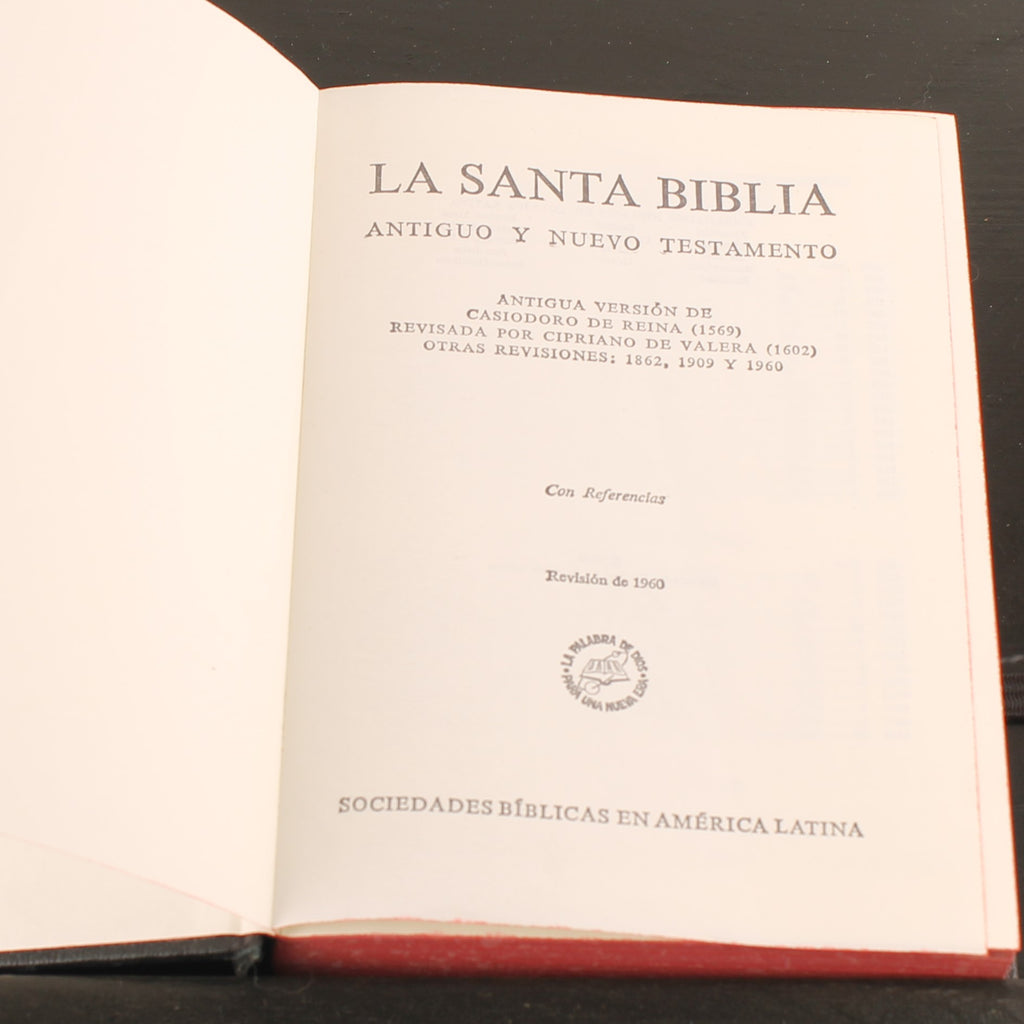 LA SANTA BIBLIA
ANTIGUO Y NUEVO TESTAMENTO
ANTIGUA VERSIÓN DE
CASIODORO DE REINA (1569)
REVISADA POR CIPRIANO DE VALERA (1602)
OTRAS REVISIONES: 1862, 1909 Y 1960
Con Referencias
Revisión de 1960
LA PALABRA DE DIOS
PARA UNA NUEVA ERA
SOCIEDADES BÍBLICAS EN AMÉRICA LATINA